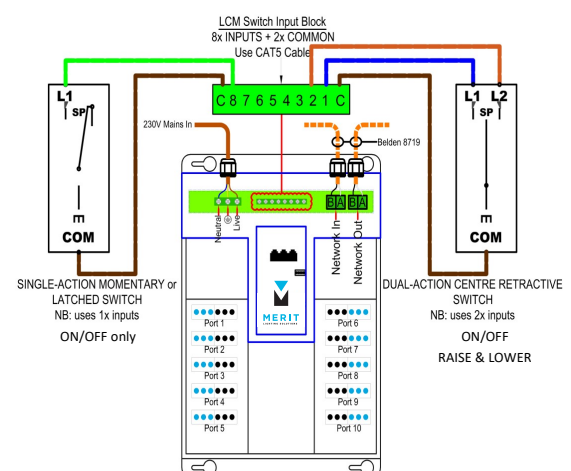 LCM Switch Input Block
8x INPUTS + 2x COMMON
Use CAT5 Cable
L1
SP
COM
C 8 7 6 5 4 3 2 1 C
L1 L2
SP
COM
230V Mains In
Belden 8719
Neutral
Live
B A B A
Network In
Network Out
SINGLE-ACTION MOMENTARY or
LATCHED SWITCH
NB: uses 1x inputs
ON/OFF only
DUAL-ACTION CENTRE RETRACTIVE
SWITCH
NB: uses 2x inputs
ON/OFF
RAISE & LOWER
MERIT
LIGHTING SOLUTIONS
Port 1
Port 2
Port 3
Port 4
Port 5
Port 6
Port 7
Port 8
Port 9
Port 10